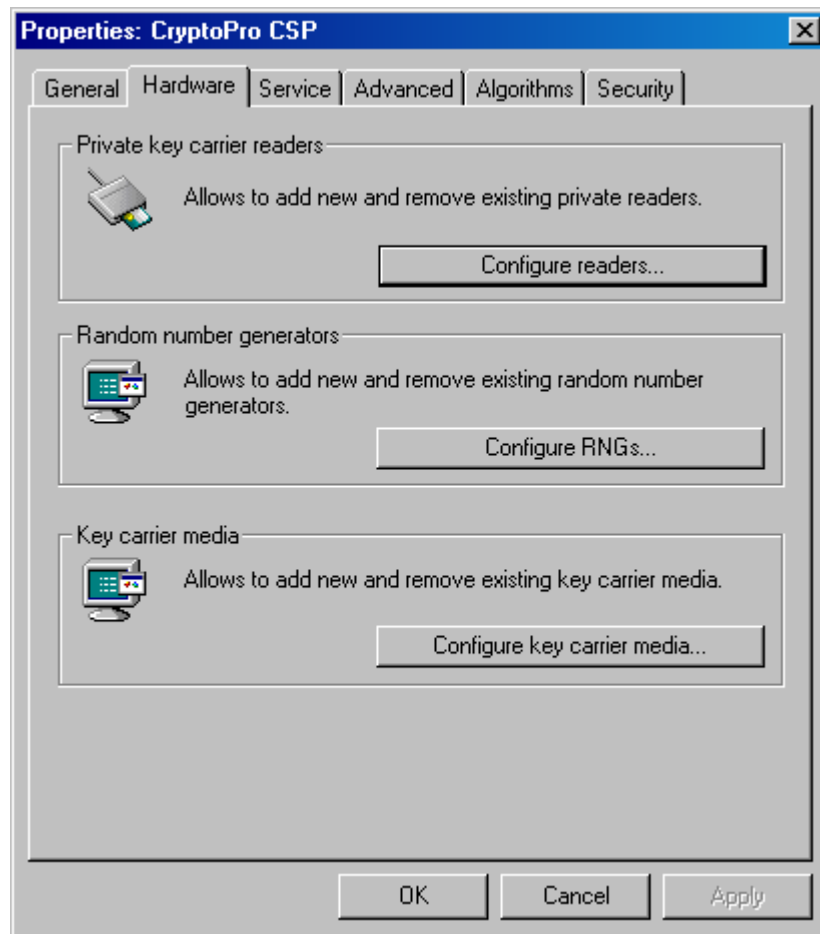 Properties: CryptoPro CSP
General Hardware Service Advanced Algorithms Security
Private key carrier readers
Allows to add new and remove existing private readers.
Configure readers...
Random number generators
Allows to add new and remove existing random number
generators.
Configure RNGs...
Key carrier media
Allows to add new and remove existing key carrier media.
Configure key carrier media...
OK Cancel Apply